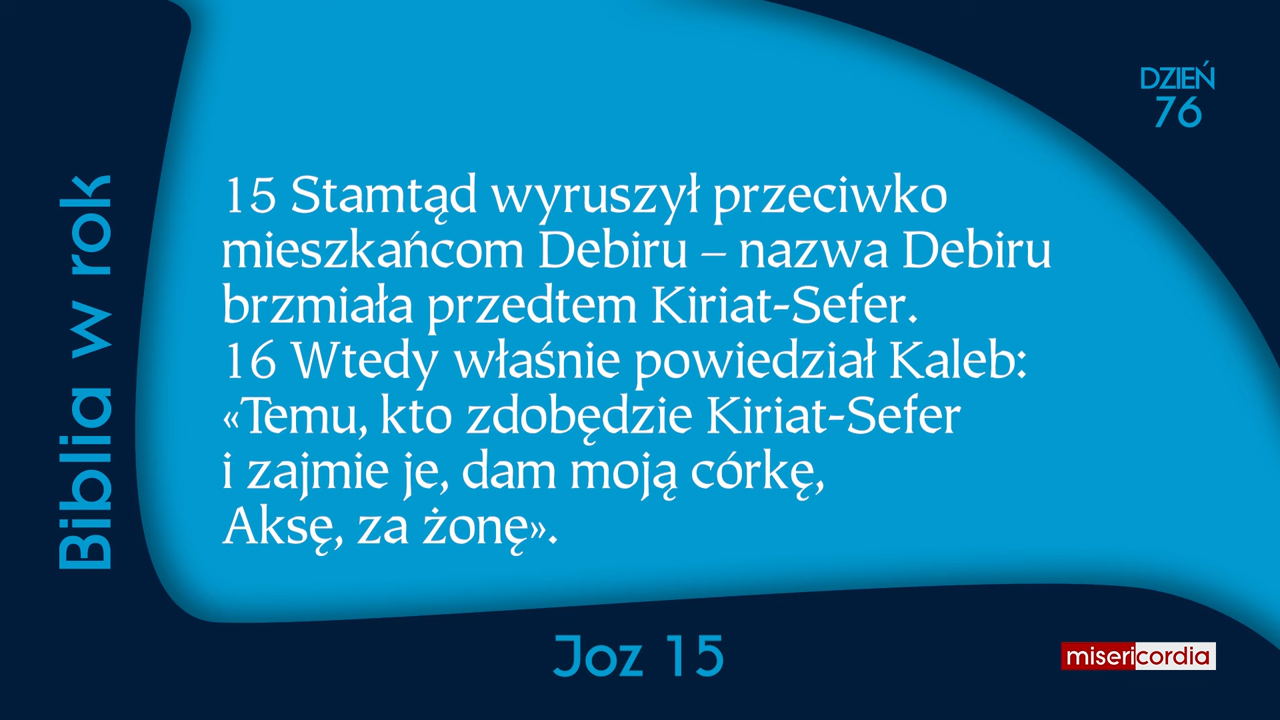 DZIEŃ
76
Biblia w rok
15 Stamtąd wyruszył przeciwko
mieszkańcom Debiru – nazwa Debiru
brzmiała przedtem Kiriat-Sefer.
16 Wtedy właśnie powiedział Kaleb:
«Temu, kto zdobędzie Kiriat-Sefer
i zajmie je, dam moją córkę,
Aksę, za żonę».
Joz 15
misericordia